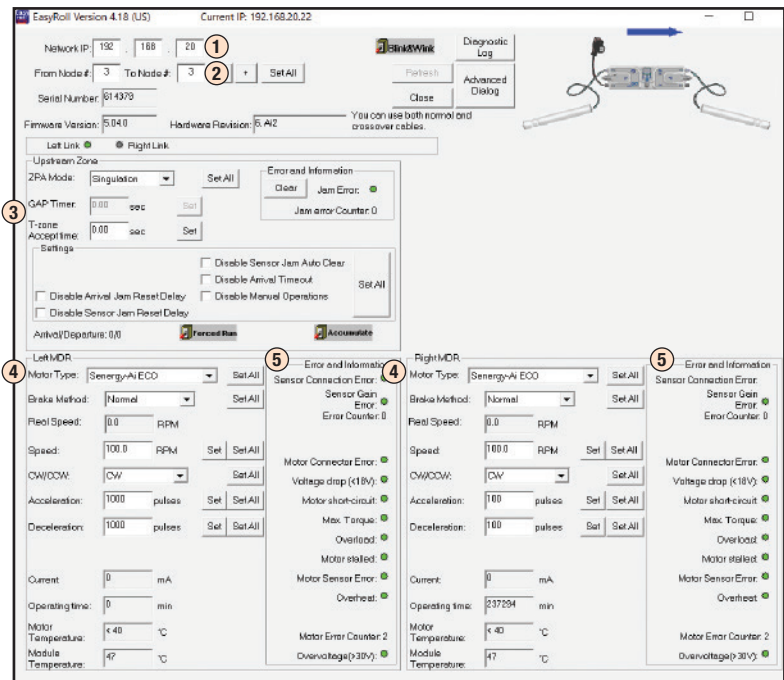 EasyRoll Version 4.18 (US) Current IP: 192.168.20.22
Network IP: 192 . 168 . 20 1
Blink&Wink
Diagnostic Log
From Node#: 3 To Node #: 3 2 + Set All
Refresh
Advanced Dialog
Serial Number: 614379
Close
Firmware Version: 5.04.0 Hardware Revision: 6, Ai2
You can use both normal and crossover cables.
Left Link Right Link
Upstream Zone
ZPA Mode: Singulation Set All
Error and Information
Clear Jam Error:
Jam error Counter: 0
3
GAP Timer: 0.00 sec Set
T-zone Accept time: 0.00 sec Set
Settings
Disable Sensor Jam Auto Clear
Disable Arrival Timeout
Set All
Disable Arrival Jam Reset Delay Disable Manual Operations
Disable Sensor Jam Reset Delay
Arrival/Departure: 0/0 Forced Run Accumulate
Left MDR
4
Motor Type: Senergy-Ai ECO Set All
Brake Method: Normal Set All
Real Speed: 0.0 RPM
Speed: 100.0 RPM Set Set All
CW/CCW: CW Set All
Acceleration: 1000 pulses Set Set All
Deceleration: 1000 pulses Set Set All
Current: 0 mA
Operating time: 0 min
Motor Temperature: < 40 °C
Module Temperature: 47 °C
5
Error and Information
Sensor Connection Error:
Sensor Gain Error:
Error Counter: 0
Motor Connector Error:
Voltage drop (<18V):
Motor short-circuit:
Max. Torque:
Overload:
Motor stalled:
Motor Sensor Error:
Overheat:
Motor Error Counter: 2
Overvoltage(>30V):
Right MDR
4
Motor Type: Senergy-Ai ECO Set All
Brake Method: Normal Set All
Real Speed: 0.0 RPM
Speed: 100.0 RPM Set Set All
CW/CCW: CW Set All
Acceleration: 100 pulses Set Set All
Deceleration: 100 pulses Set Set All
Current: 0 mA
Operating time: 237294 min
Motor Temperature: < 40 °C
Module Temperature: 47 °C
5
Error and Information
Sensor Connection Error:
Sensor Gain Error:
Error Counter: 0
Motor Connector Error:
Voltage drop (<18V):
Motor short-circuit:
Max. Torque:
Overload:
Motor stalled:
Motor Sensor Error:
Overheat:
Motor Error Counter: 2
Overvoltage(>30V):